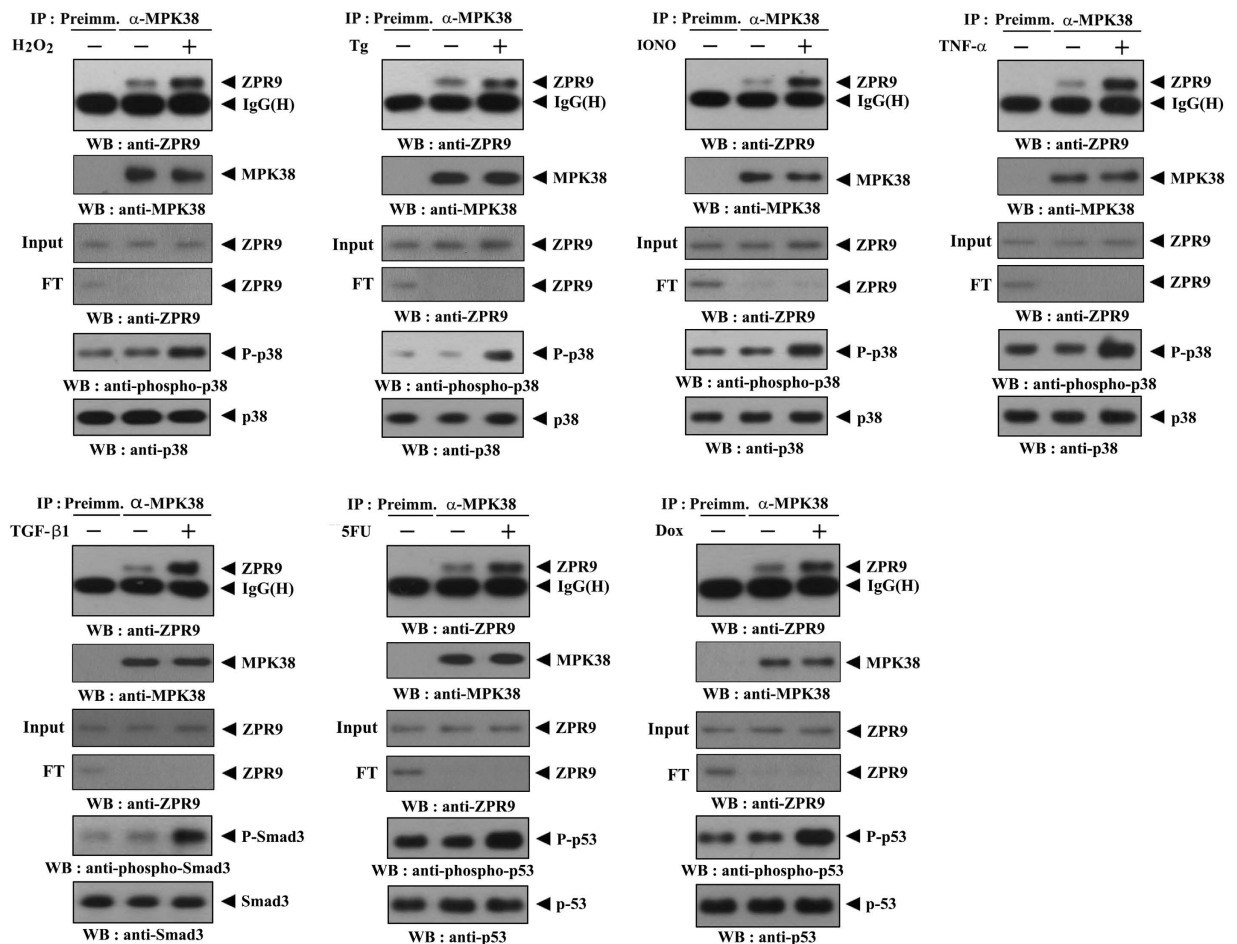 IP : Preimm. α-MPK38
H2O2 − − +
◄ ZPR9
◄ IgG(H)
WB : anti-ZPR9
◄ MPK38
WB : anti-MPK38
Input ◄ ZPR9
FT ◄ ZPR9
WB : anti-ZPR9
◄ P-p38
WB : anti-phospho-p38
◄ p38
WB : anti-p38
IP : Preimm. α-MPK38
Tg − − +
◄ ZPR9
◄ IgG(H)
WB : anti-ZPR9
◄ MPK38
WB : anti-MPK38
Input ◄ ZPR9
FT ◄ ZPR9
WB : anti-ZPR9
◄ P-p38
WB : anti-phospho-p38
◄ p38
WB : anti-p38
IP : Preimm. α-MPK38
IONO − − +
◄ ZPR9
◄ IgG(H)
WB : anti-ZPR9
◄ MPK38
WB : anti-MPK38
Input ◄ ZPR9
FT ◄ ZPR9
WB : anti-ZPR9
◄ P-p38
WB : anti-phospho-p38
◄ p38
WB : anti-p38
IP : Preimm. α-MPK38
TNF-α − − +
◄ ZPR9
◄ IgG(H)
WB : anti-ZPR9
◄ MPK38
WB : anti-MPK38
Input ◄ ZPR9
FT ◄ ZPR9
WB : anti-ZPR9
◄ P-p38
WB : anti-phospho-p38
◄ p38
WB : anti-p38
IP : Preimm. α-MPK38
TGF-β1 − − +
◄ ZPR9
◄ IgG(H)
WB : anti-ZPR9
◄ MPK38
WB : anti-MPK38
Input ◄ ZPR9
FT ◄ ZPR9
WB : anti-ZPR9
◄ P-Smad3
WB : anti-phospho-Smad3
◄ Smad3
WB : anti-Smad3
IP : Preimm. α-MPK38
5FU − − +
◄ ZPR9
◄ IgG(H)
WB : anti-ZPR9
◄ MPK38
WB : anti-MPK38
Input ◄ ZPR9
FT ◄ ZPR9
WB : anti-ZPR9
◄ P-p53
WB : anti-phospho-p53
◄ p-53
WB : anti-p53
IP : Preimm. α-MPK38
Dox − − +
◄ ZPR9
◄ IgG(H)
WB : anti-ZPR9
◄ MPK38
WB : anti-MPK38
Input ◄ ZPR9
FT ◄ ZPR9
WB : anti-ZPR9
◄ P-p53
WB : anti-phospho-p53
◄ p-53
WB : anti-p53